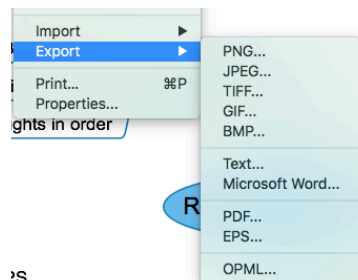 Import
Export
Print... ⌘P
Properties...
ghts in order
R
PNG...
JPEG...
TIFF...
GIF...
BMP...
Text...
Microsoft Word...
PDF...
EPS...
OPML...